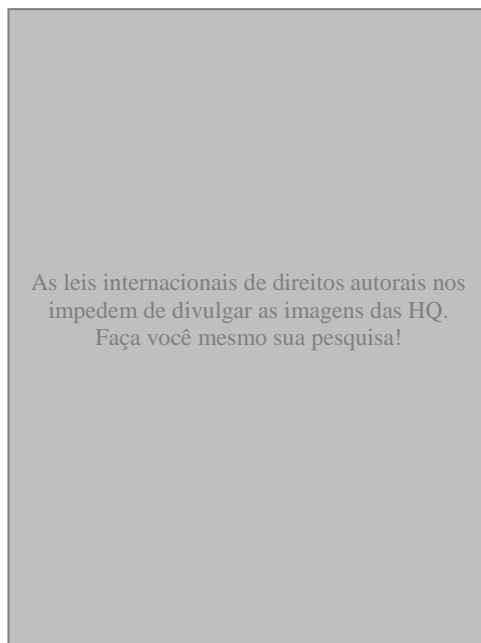 As leis internacionais de direitos autorais nos
impedem de divulgar as imagens das HQ.
Faça você mesmo sua pesquisa!